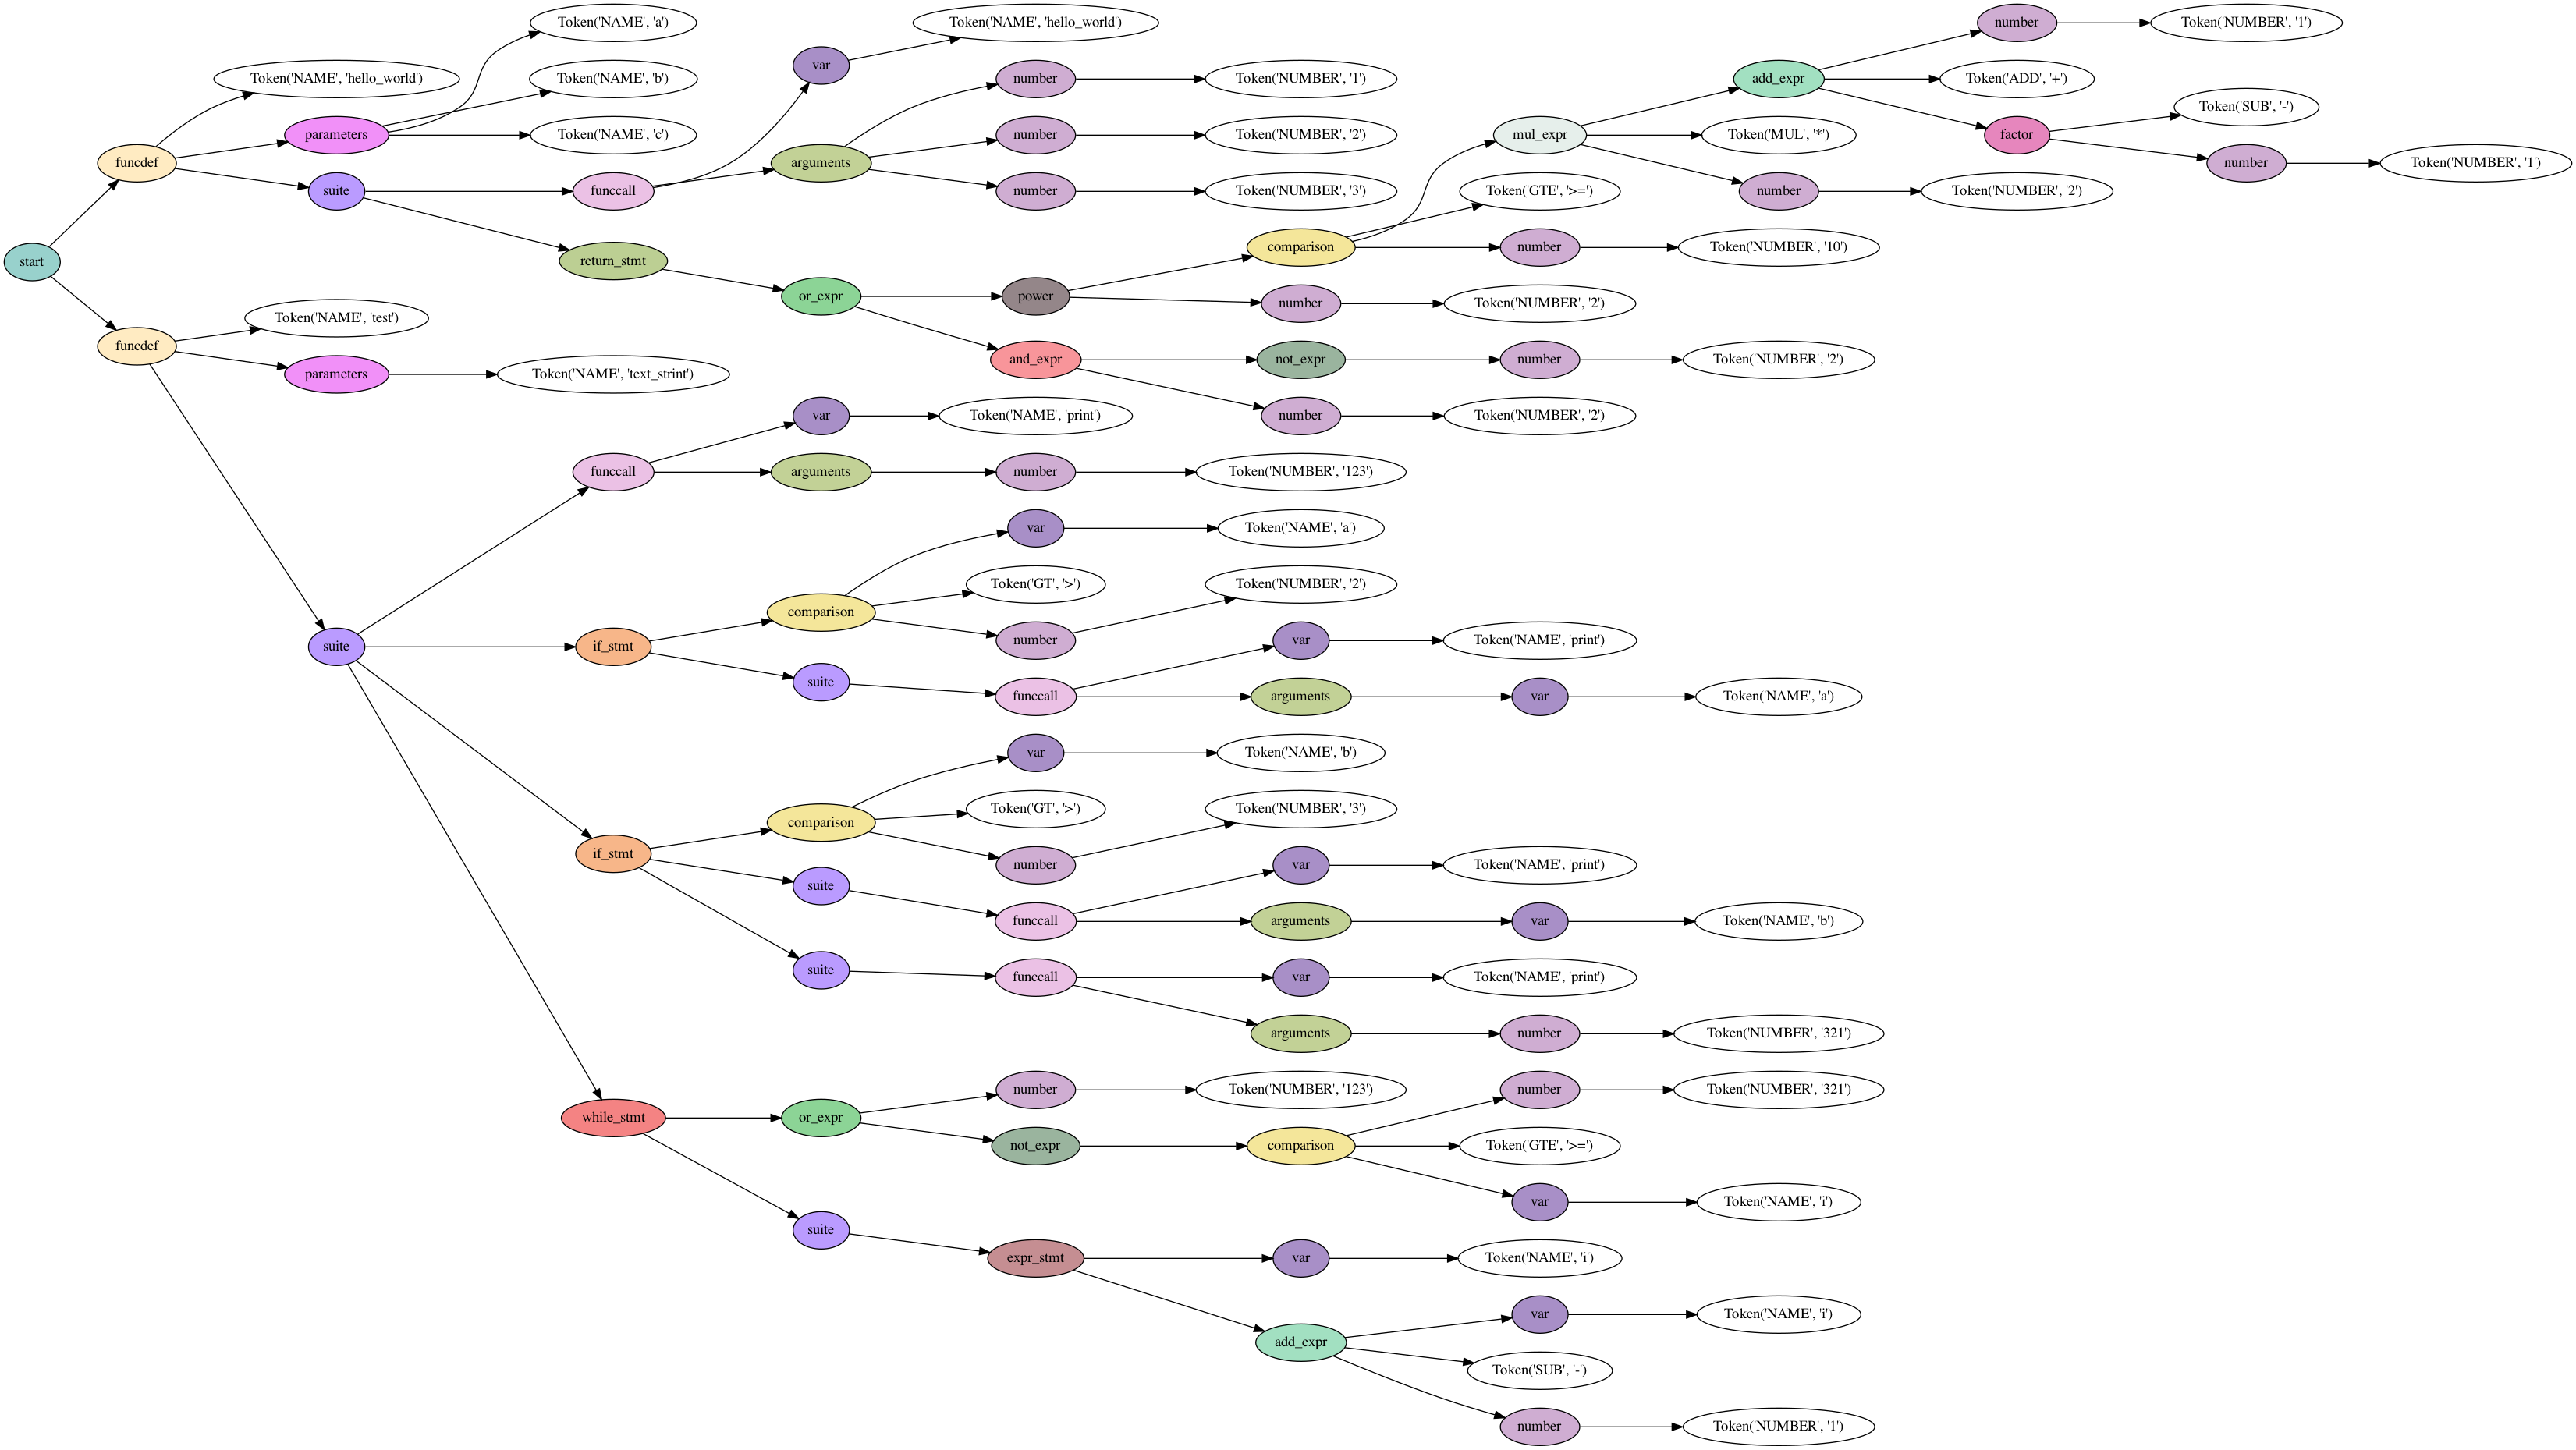 start
funcdef
Token('NAME', 'hello_world')
parameters
Token('NAME', 'a')
Token('NAME', 'b')
Token('NAME', 'c')
suite
funccall
var
Token('NAME', 'hello_world')
arguments
number
Token('NUMBER', '1')
number
Token('NUMBER', '2')
number
Token('NUMBER', '3')
return_stmt
or_expr
power
comparison
mul_expr
add_expr
number
Token('NUMBER', '1')
Token('ADD', '+')
factor
Token('SUB', '-')
number
Token('NUMBER', '1')
Token('MUL', '*')
number
Token('NUMBER', '2')
Token('GTE', '>=')
number
Token('NUMBER', '10')
number
Token('NUMBER', '2')
and_expr
not_expr
number
Token('NUMBER', '2')
number
Token('NUMBER', '2')
funcdef
Token('NAME', 'test')
parameters
Token('NAME', 'text_strint')
suite
funccall
var
Token('NAME', 'print')
arguments
number
Token('NUMBER', '123')
if_stmt
comparison
var
Token('NAME', 'a')
Token('GT', '>')
number
Token('NUMBER', '2')
suite
funccall
var
Token('NAME', 'print')
arguments
var
Token('NAME', 'a')
if_stmt
comparison
var
Token('NAME', 'b')
Token('GT', '>')
number
Token('NUMBER', '3')
suite
funccall
var
Token('NAME', 'print')
arguments
var
Token('NAME', 'b')
suite
funccall
var
Token('NAME', 'print')
arguments
number
Token('NUMBER', '321')
while_stmt
or_expr
number
Token('NUMBER', '123')
not_expr
comparison
number
Token('NUMBER', '321')
Token('GTE', '>=')
var
Token('NAME', 'i')
suite
expr_stmt
var
Token('NAME', 'i')
add_expr
var
Token('NAME', 'i')
Token('SUB', '-')
number
Token('NUMBER', '1')